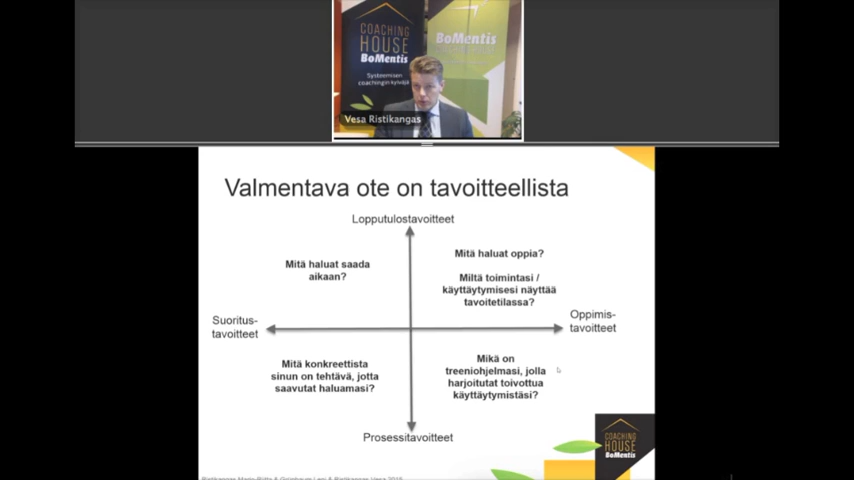 COACHING
HOUSE
BoMentis
Systeemisen
coachingin kylväjä
BoMentis
Vesa Ristikangas
Valmentava ote on tavoitteellista
Lopputulostavoitteet
Mitä haluat saada
aikaan?
Mitä haluat oppia?
Miltä toimintasi /
käyttäytymisesi näyttää
tavoitetilassa?
Suoritus-
tavoitteet
Oppimis-
tavoitteet
Mitä konkreettista
sinun on tehtävä, jotta
saavutat haluamasi?
Mikä on
treeniohjelmasi, jolla
harjoitutat toivottua
käyttäytymistäsi?
Prosessitavoitteet
COACHING
HOUSE
BoMentis